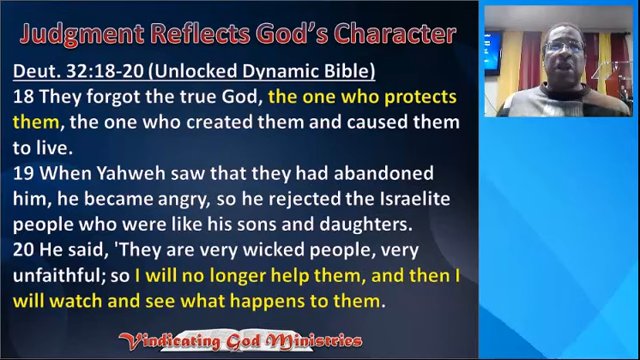 Judgment Reflects God's Character
Deut. 32:18-20 (Unlocked Dynamic Bible)
18 They forgot the true God, the one who protects
them, the one who created them and caused them
to live.
19 When Yahweh saw that they had abandoned
him, he became angry, so he rejected the Israelite
people who were like his sons and daughters.
20 He said, 'They are very wicked people, very
unfaithful; so I will no longer help them, and then I
will watch and see what happens to them.
Vindicating God Ministries